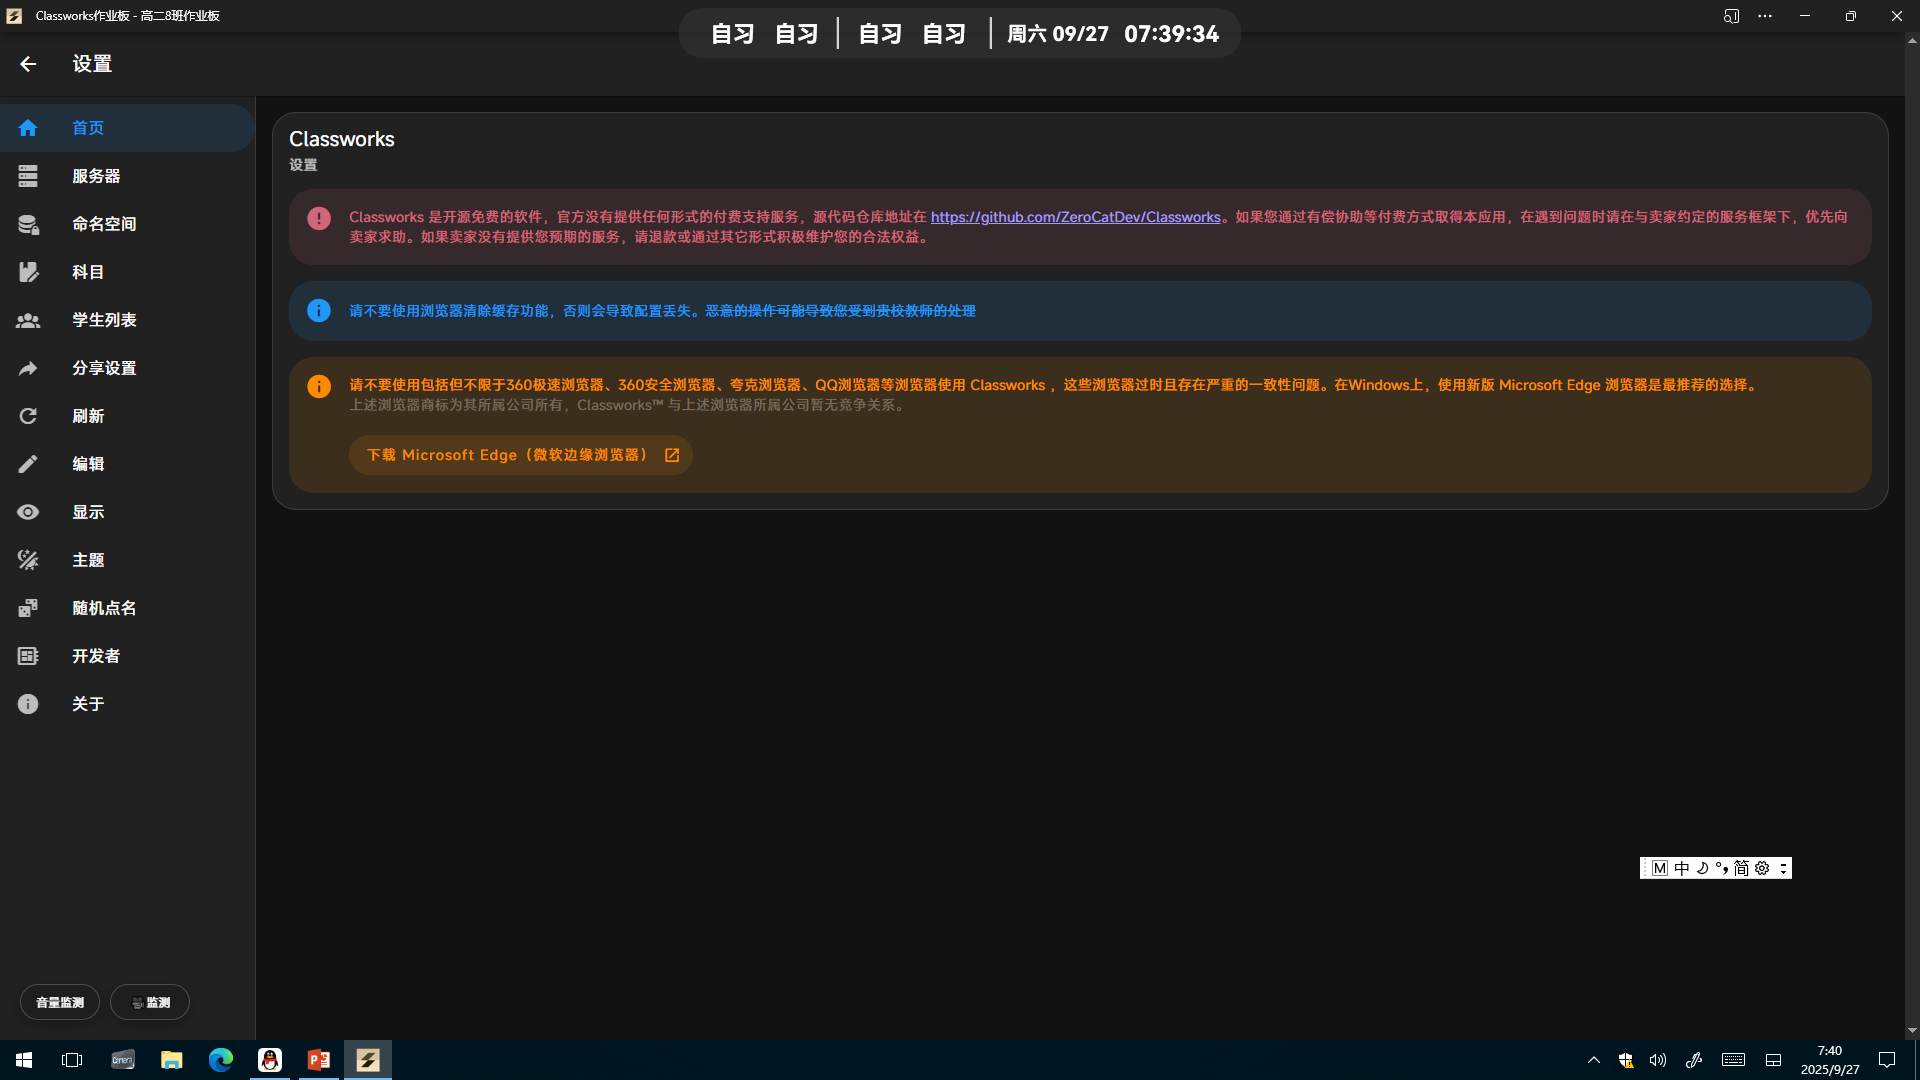 Classworks作业板 - 高二8班作业板
自习 自习 自习 自习 周六 09/27 07:39:34
设置
首页
服务器
命名空间
科目
学生列表
分享设置
刷新
编辑
显示
主题
随机点名
开发者
关于
音量监测 监测
Classworks
设置
Classworks 是开源免费的软件，官方没有提供任何形式的付费支持服务，源代码仓库地址在 https://github.com/ZeroCatDev/Classworks。如果您通过有偿协助等付费方式取得本应用，在遇到问题时请在与卖家约定的服务框架下，优先向
卖家求助。如果卖家没有提供您预期的服务，请退款或通过其它形式积极维护您的合法权益。
请不要使用浏览器清除缓存功能，否则会导致配置丢失。恶意的操作可能导致您受到贵校教师的处理
请不要使用包括但不限于360极速浏览器、360安全浏览器、夸克浏览器、QQ浏览器等浏览器使用 Classworks ，这些浏览器过时且存在严重的一致性问题。在Windows上，使用新版 Microsoft Edge 浏览器是最推荐的选择。
上述浏览器商标为其所属公司所有，Classworks™ 与上述浏览器所属公司暂无竞争关系。
下载 Microsoft Edge（微软边缘浏览器）
M 中 简
7:40
2025/9/27